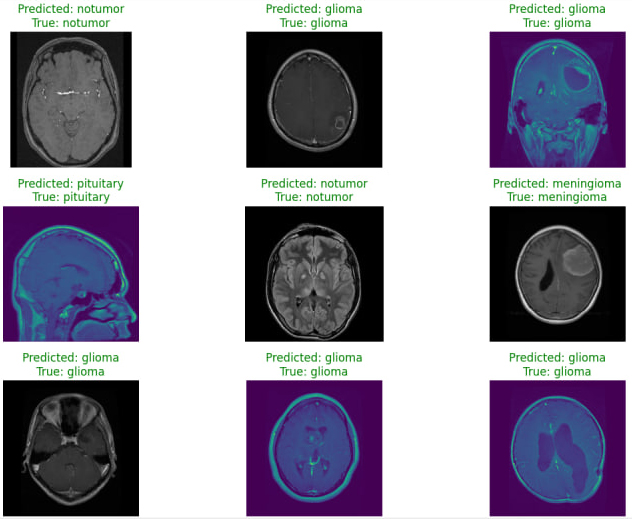 Predicted: notumor
True: notumor
Predicted: glioma
True: glioma
Predicted: glioma
True: glioma
Predicted: pituitary
True: pituitary
Predicted: notumor
True: notumor
Predicted: meningioma
True: meningioma
Predicted: glioma
True: glioma
Predicted: glioma
True: glioma
Predicted: glioma
True: glioma